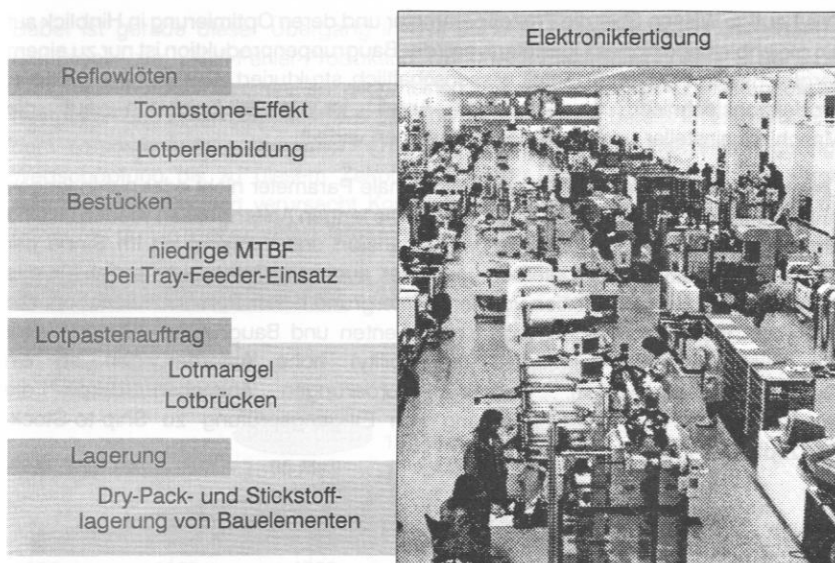 Elektronikfertigung
Reflowlöten
Tombstone-Effekt
Lotperlenbildung
Bestücken
niedrige MTBF
bei Tray-Feeder-Einsatz
Lotpastenauftrag
Lotmangel
Lotbrücken
Lagerung
Dry-Pack- und Stickstoff-
lagerung von Bauelementen